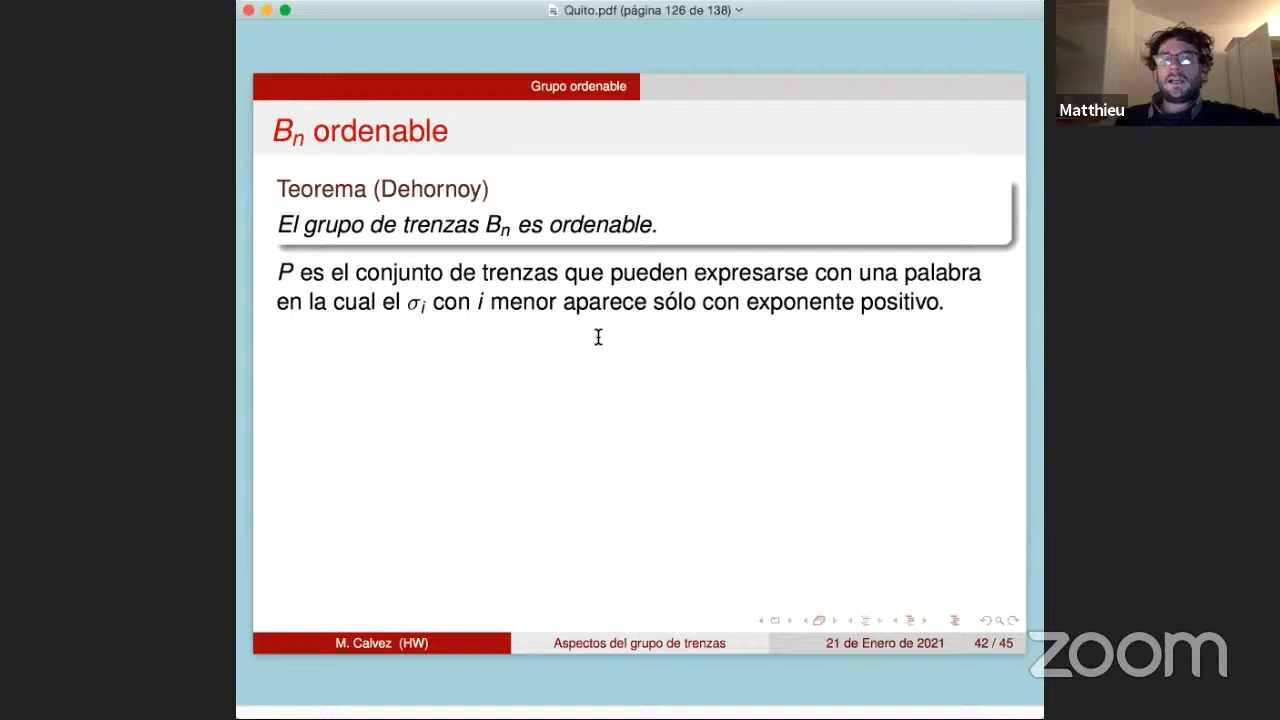 Quito.pdf (página 126 de 138)
Matthieu
Grupo ordenable
Bn ordenable
Teorema (Dehornoy)
El grupo de trenzas Bn es ordenable.
P es el conjunto de trenzas que pueden expresarse con una palabra
en la cual el σi con i menor aparece sólo con exponente positivo.
M. Calvez (HW)
Aspectos del grupo de trenzas
21 de Enero de 2021
42 / 45
zoom